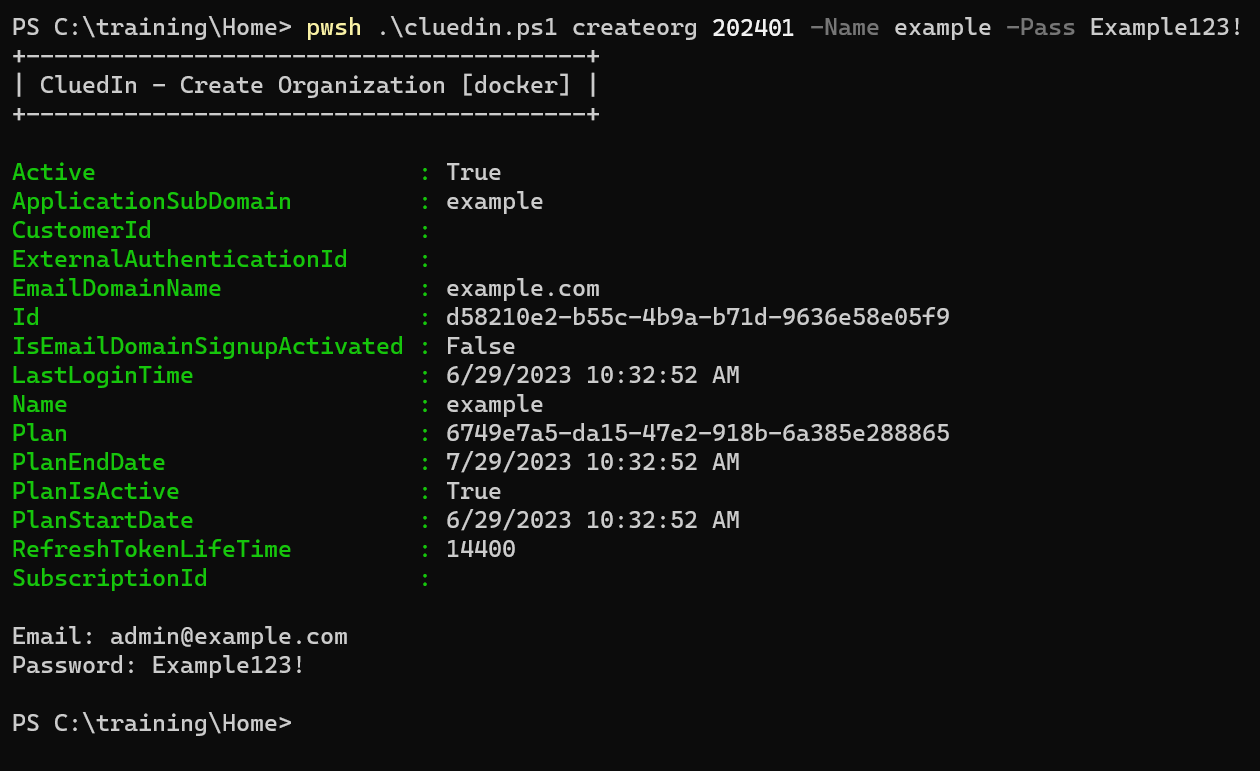 PS C:\training\Home> pwsh .\cluedin.ps1 createorg 202401 -Name example -Pass Example123!
+----------------------------------------+
| CluedIn - Create Organization [docker] |
+----------------------------------------+
Active                       : True
ApplicationSubDomain         : example
CustomerId                   :
ExternalAuthenticationId     :
EmailDomainName              : example.com
Id                           : d58210e2-b55c-4b9a-b71d-9636e58e05f9
IsEmailDomainSignupActivated : False
LastLoginTime                : 6/29/2023 10:32:52 AM
Name                         : example
Plan                         : 6749e7a5-da15-47e2-918b-6a385e288865
PlanEndDate                  : 7/29/2023 10:32:52 AM
PlanIsActive                 : True
PlanStartDate                : 6/29/2023 10:32:52 AM
RefreshTokenLifeTime         : 14400
SubscriptionId               :
Email: admin@example.com
Password: Example123!
PS C:\training\Home>